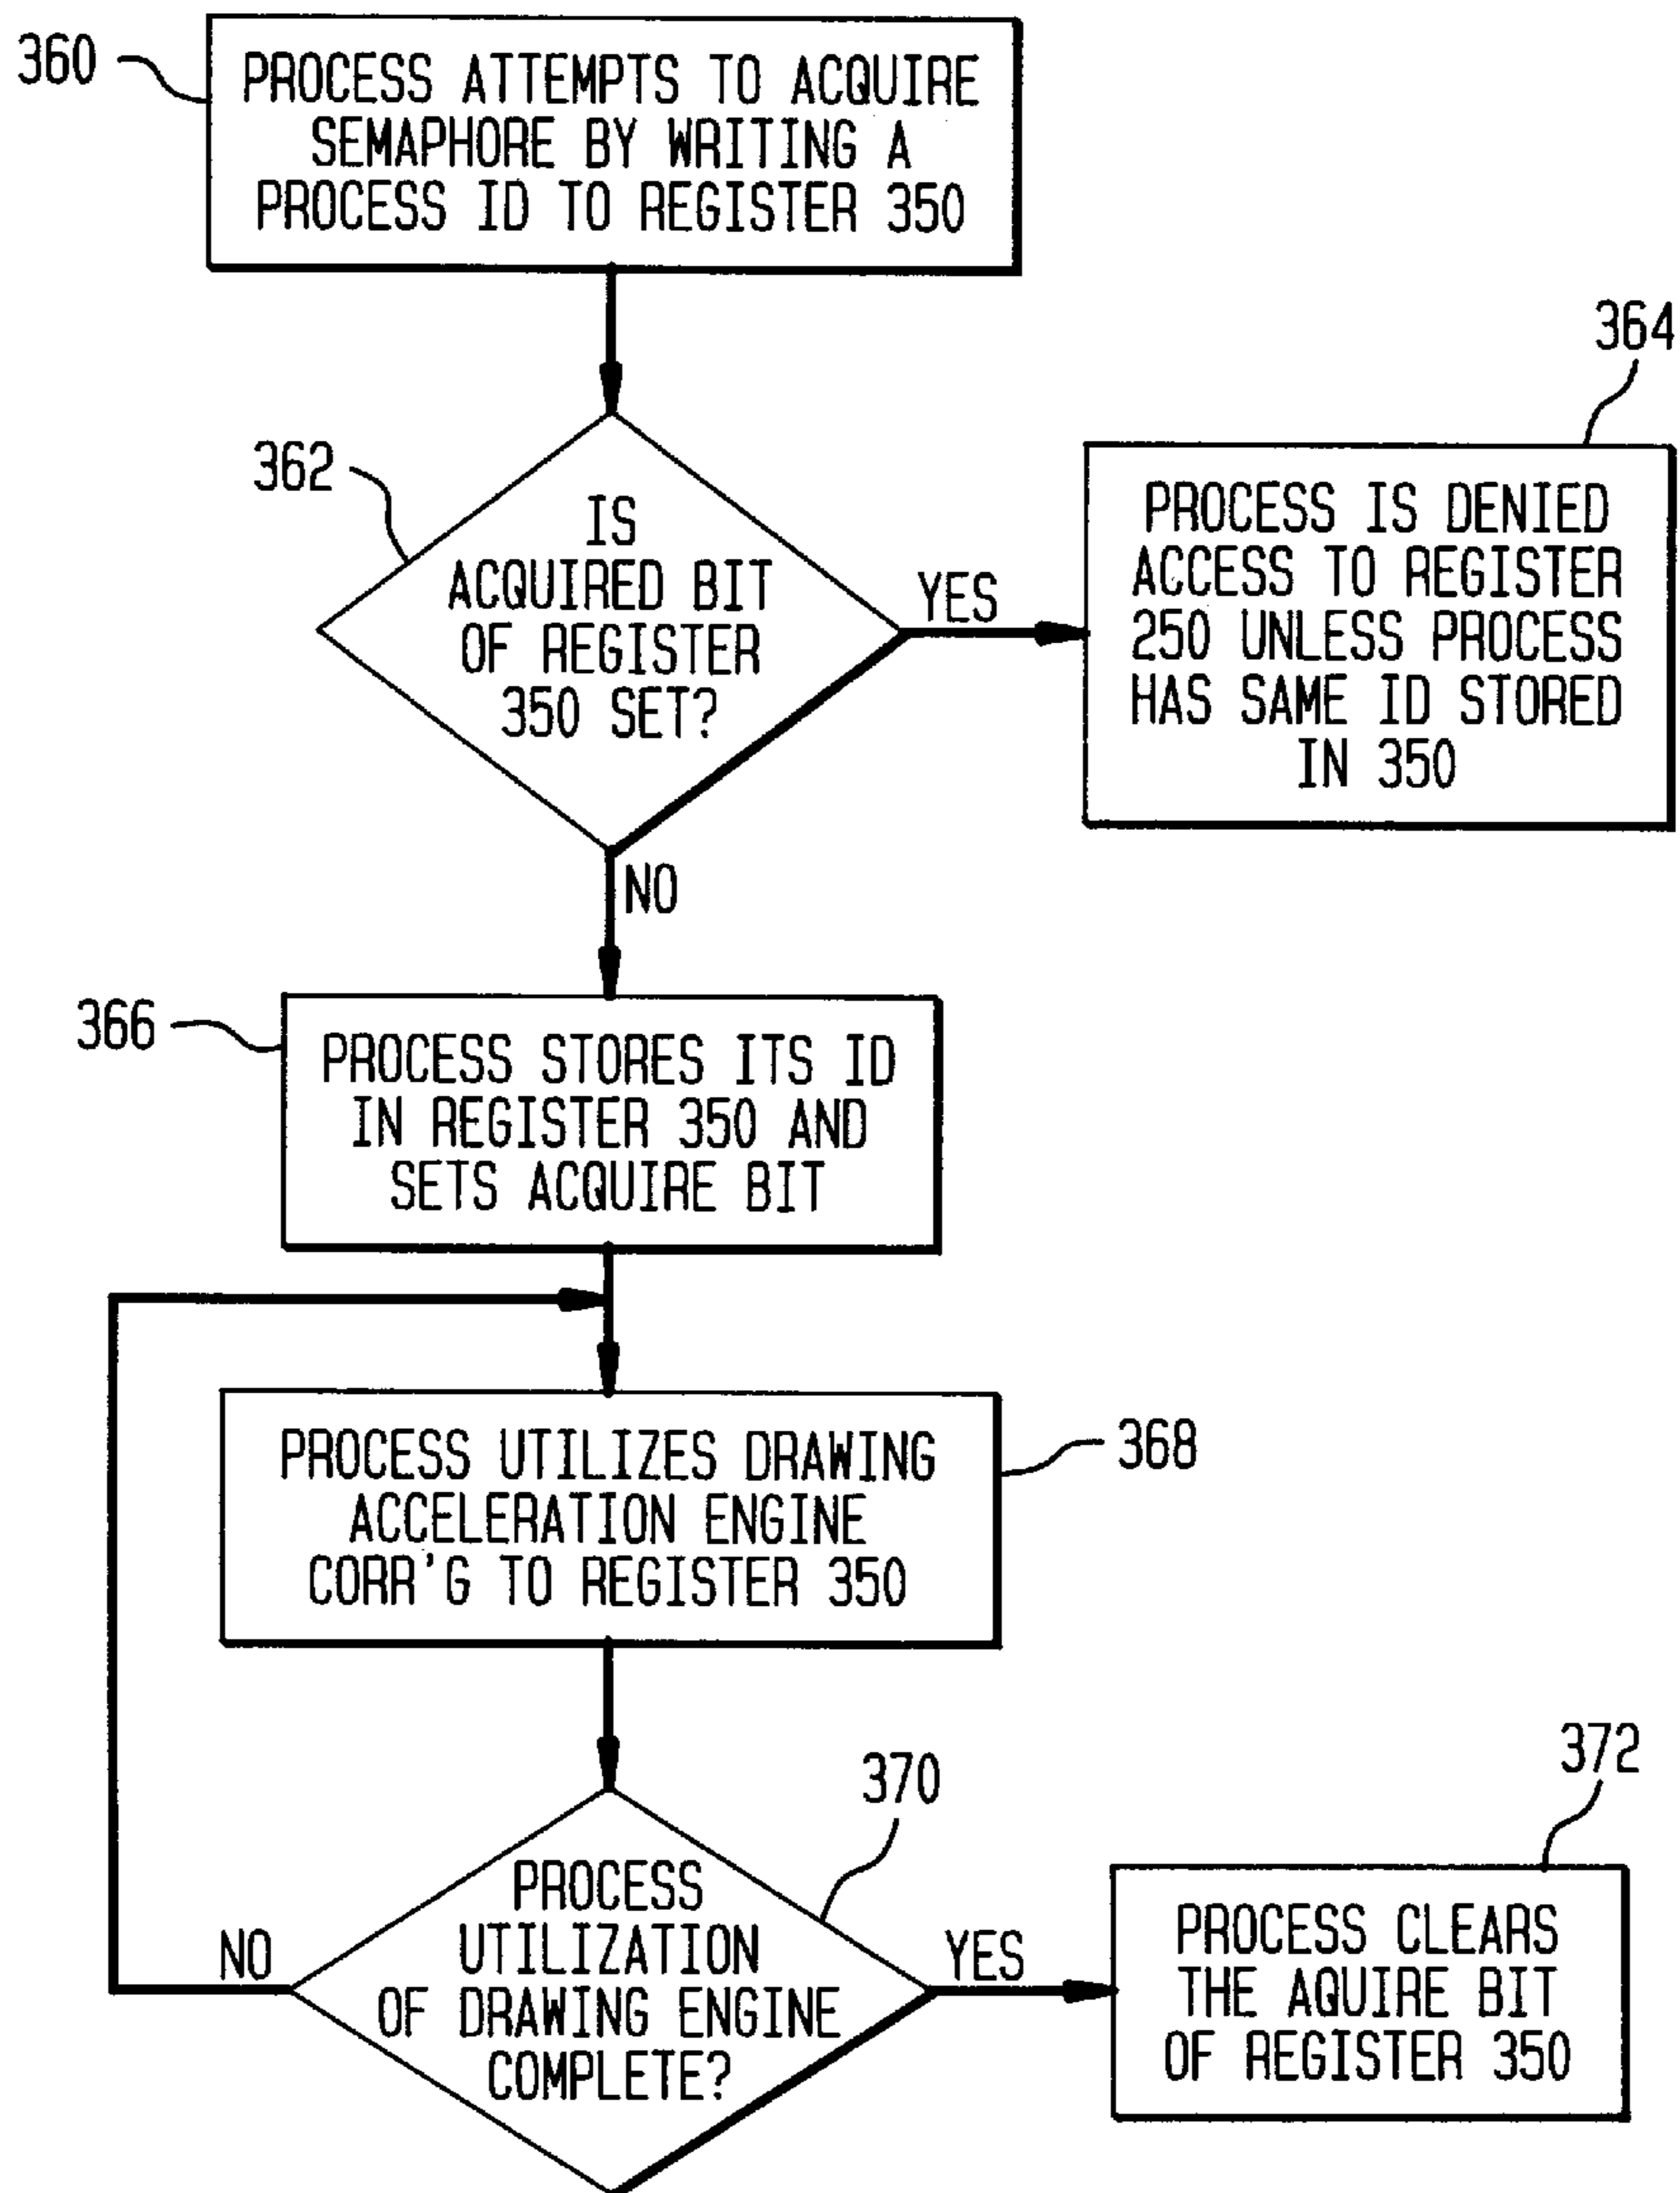 360
PROCESS ATTEMPTS TO ACQUIRE
SEMAPHORE BY WRITING A
PROCESS ID TO REGISTER 350
364
362
IS
ACQUIRED BIT
OF REGISTER
350 SET?
YES
PROCESS IS DENIED
ACCESS TO REGISTER
250 UNLESS PROCESS
HAS SAME ID STORED
IN 350
NO
366
PROCESS STORES ITS ID
IN REGISTER 350 AND
SETS ACQUIRE BIT
PROCESS UTILIZES DRAWING
ACCELERATION ENGINE
CORR'G TO REGISTER 350
368
370
372
PROCESS
UTILIZATION
OF DRAWING ENGINE
COMPLETE?
NO
YES
PROCESS CLEARS
THE AQUIRE BIT
OF REGISTER 350